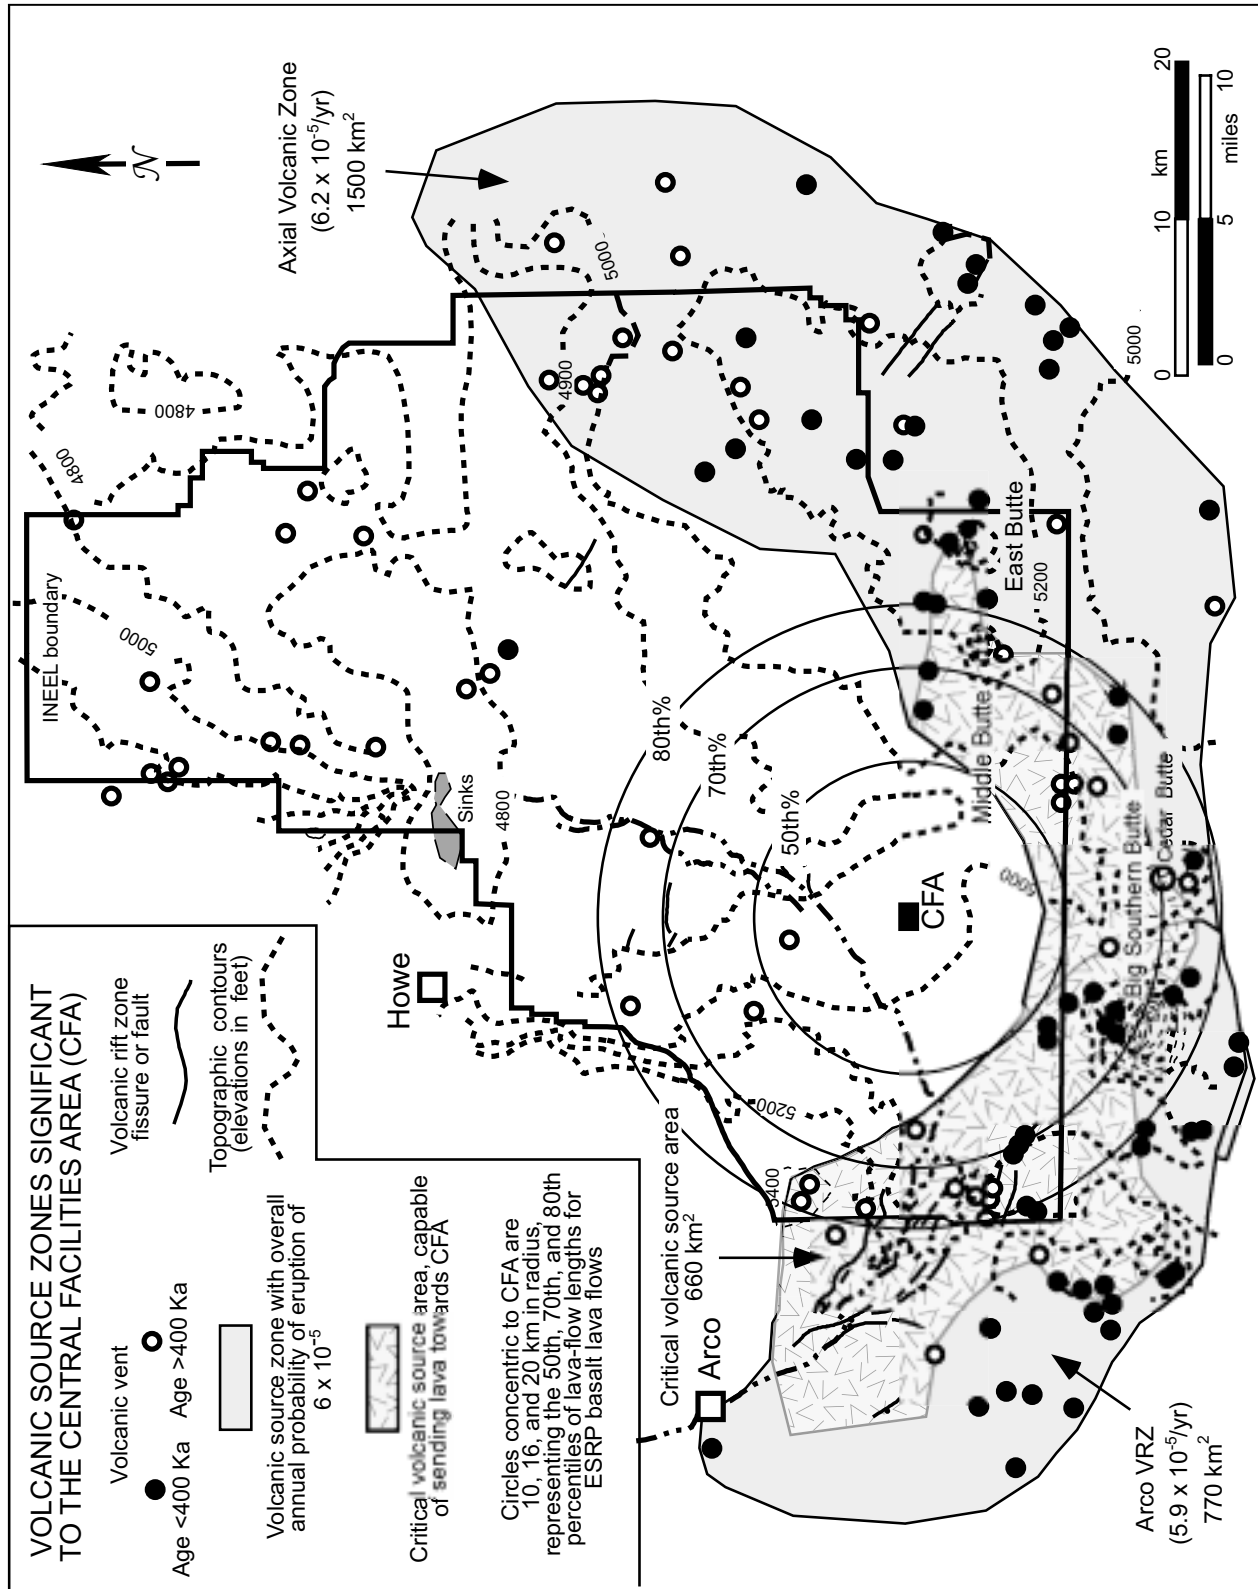 VOLCANIC SOURCE ZONES SIGNIFICANT
TO THE CENTRAL FACILITIES AREA (CFA)
Volcanic vent
Age <400 Ka
Age >400 Ka
Volcanic rift zone
fissure or fault
Topographic contours
(elevations in feet)
Volcanic source zone with overall
annual probability of eruption of
6 x 10⁻⁵
Critical volcanic source area, capable
of sending lava towards CFA
Circles concentric to CFA are
10, 16, and 20 km in radius,
representing the 50th, 70th, and 80th
percentiles of lava-flow lengths for
ESRP basalt lava flows
INEEL boundary
5000
4800
4800
N
Axial Volcanic Zone
(6.2 x 10⁻⁵/yr)
1500 km²
Howe
Sinks
4800
4900
5000
80th%
70th%
50th%
CFA
5000
5200
5400
Critical volcanic source area
660 km²
Arco
Arco VRZ
(5.9 x 10⁻⁵/yr)
770 km²
Middle Butte
East Butte
5200
Big Southern Butte
Cedar Butte
5000
0 10 km 20
0 5 miles 10